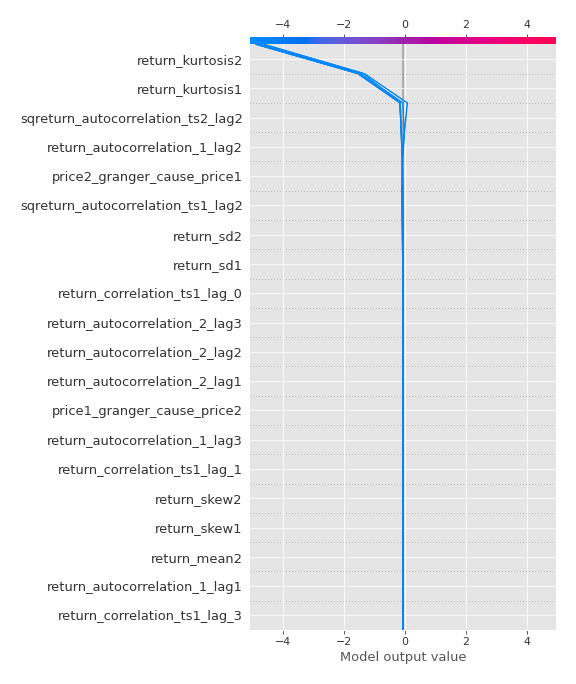 −4 −2 0 2 4
return_kurtosis2
return_kurtosis1
sqreturn_autocorrelation_ts2_lag2
return_autocorrelation_1_lag2
price2_granger_cause_price1
sqreturn_autocorrelation_ts1_lag2
return_sd2
return_sd1
return_correlation_ts1_lag_0
return_autocorrelation_2_lag3
return_autocorrelation_2_lag2
return_autocorrelation_2_lag1
price1_granger_cause_price2
return_autocorrelation_1_lag3
return_correlation_ts1_lag_1
return_skew2
return_skew1
return_mean2
return_autocorrelation_1_lag1
return_correlation_ts1_lag_3
−4 −2 0 2 4
Model output value